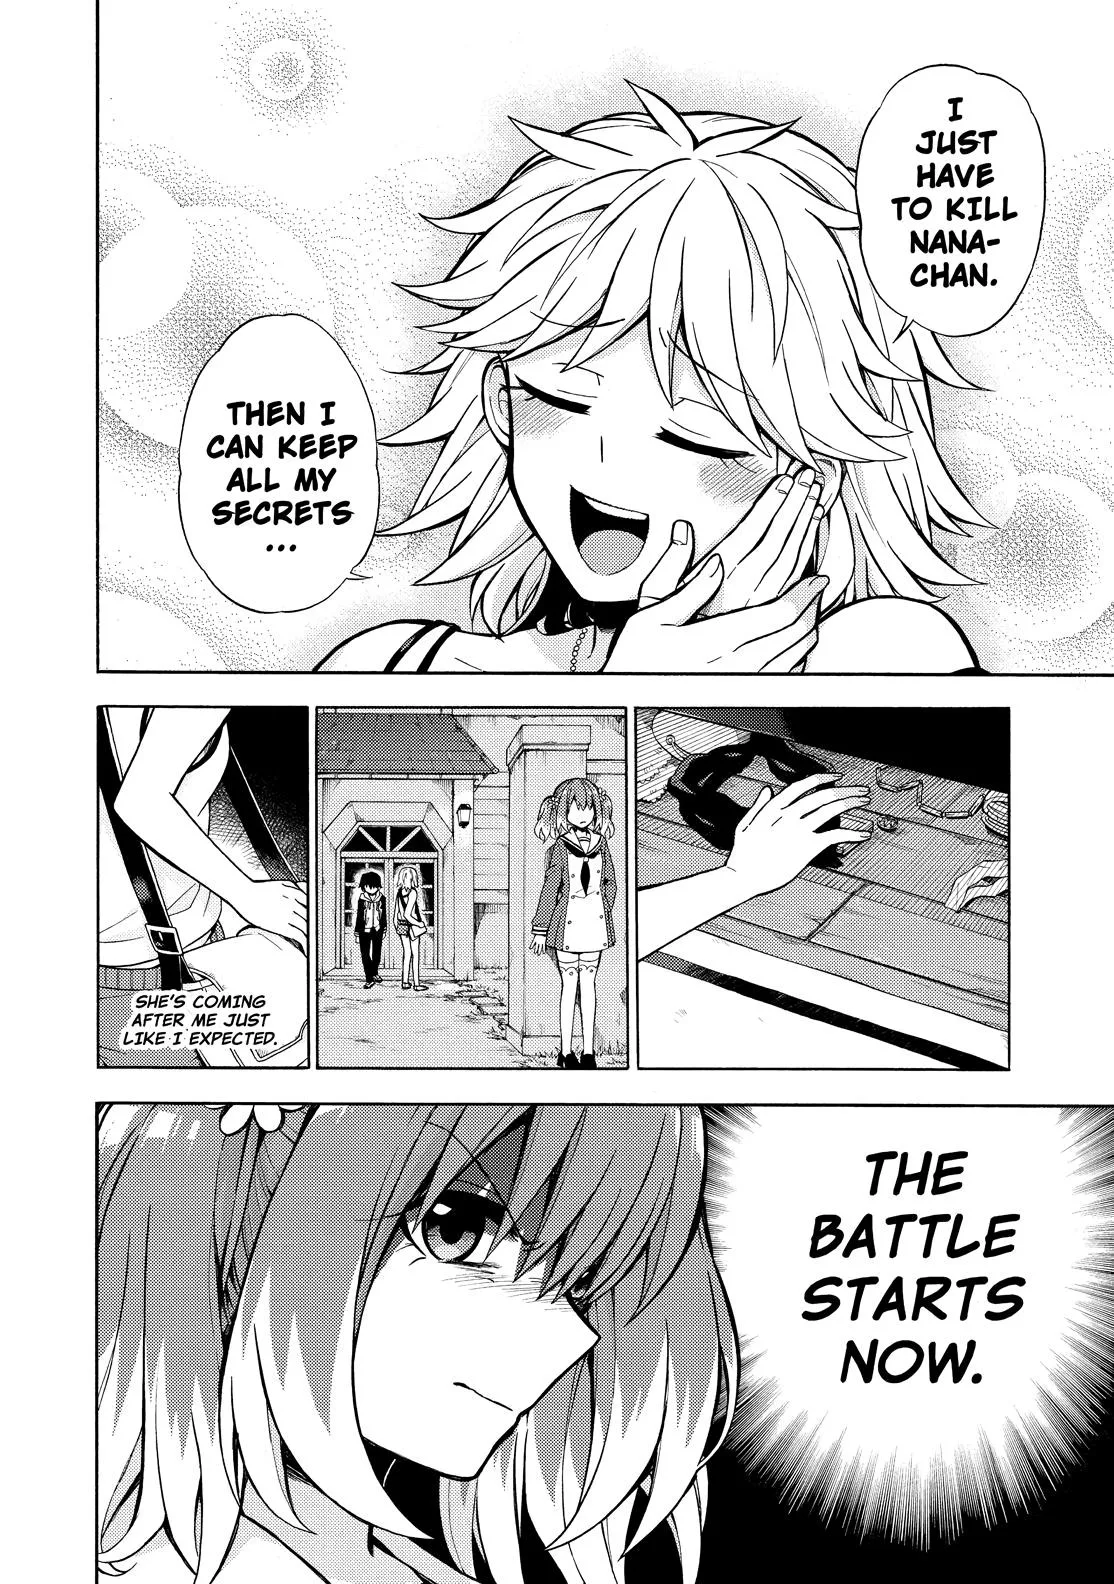 I
JUST
HAVE
TO KILL
NANA-
CHAN.
THEN I
CAN KEEP
ALL MY
SECRETS
...
SHE'S COMING
AFTER ME JUST
LIKE I EXPECTED.
THE
BATTLE
STARTS
NOW.